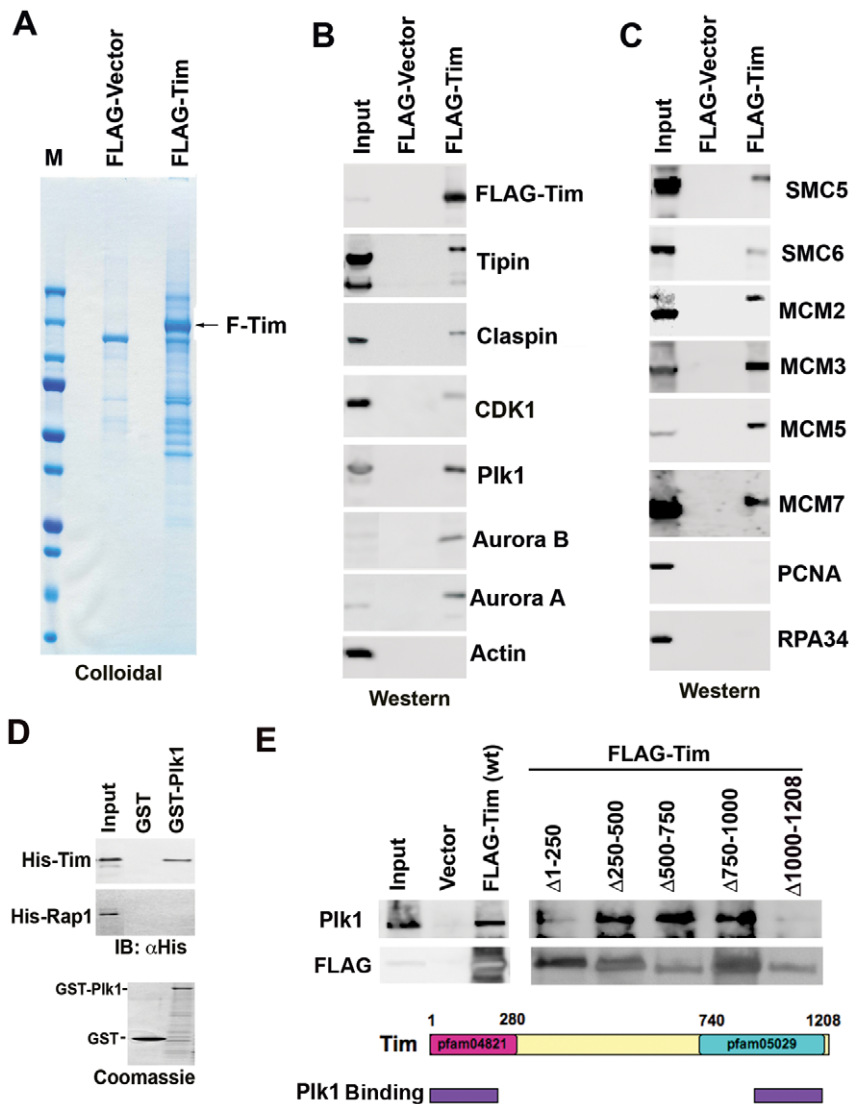 A
M
FLAG-Vector
FLAG-Tim
F-Tim
Colloidal
B
Input
FLAG-Vector
FLAG-Tim
FLAG-Tim
Tipin
Claspin
CDK1
Plk1
Aurora B
Aurora A
Actin
Western
C
Input
FLAG-Vector
FLAG-Tim
SMC5
SMC6
MCM2
MCM3
MCM5
MCM7
PCNA
RPA34
Western
D
Input
GST
GST-Plk1
His-Tim
His-Rap1
IB: αHis
GST-Plk1
GST
Coomassie
E
FLAG-Tim
Input
Vector
FLAG-Tim (wt)
Δ1-250
Δ250-500
Δ500-750
Δ750-1000
Δ1000-1208
Plk1
FLAG
1 280 740 1208
Tim pfam04821 pfam05029
Plk1 Binding